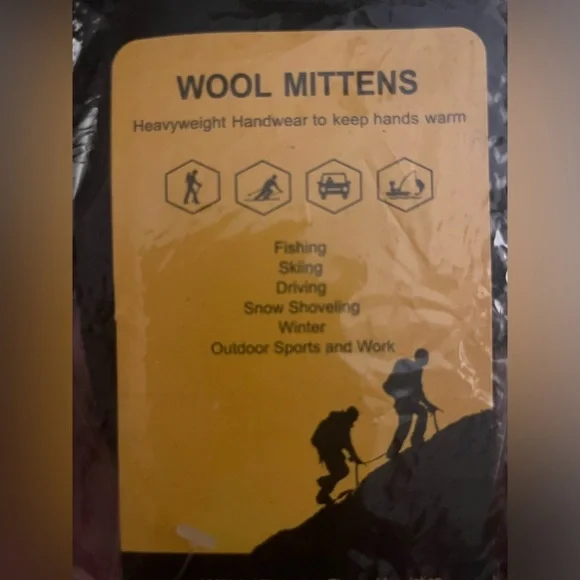 WOOL MITTENS
Heavyweight Handwear to keep hands warm
Fishing
Skiing
Driving
Snow Shoveling
Winter
Outdoor Sports and Work